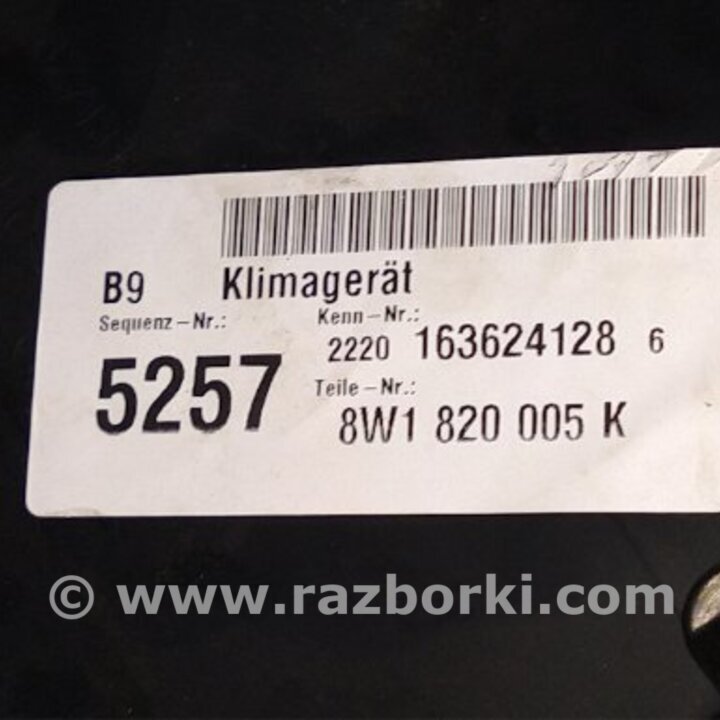 B9 Klimagerät
Sequenz-Nr.: Kenn-Nr.:
5257 2220 163624128 6
Teile-Nr.:
8W1 820 005 K
© www.razborki.com